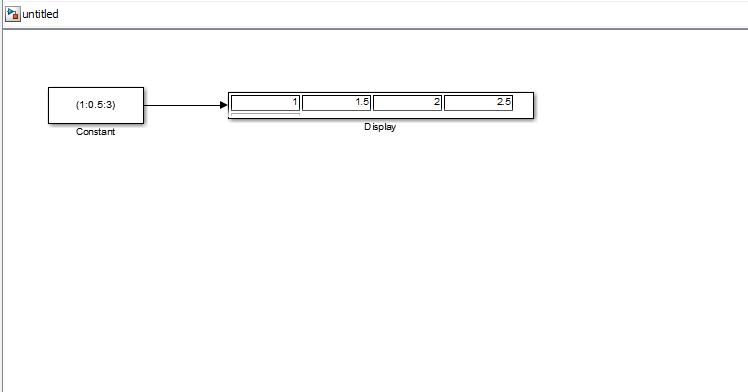 untitled
(1:0.5:3)
1 1.5 2 2.5
Constant
Display